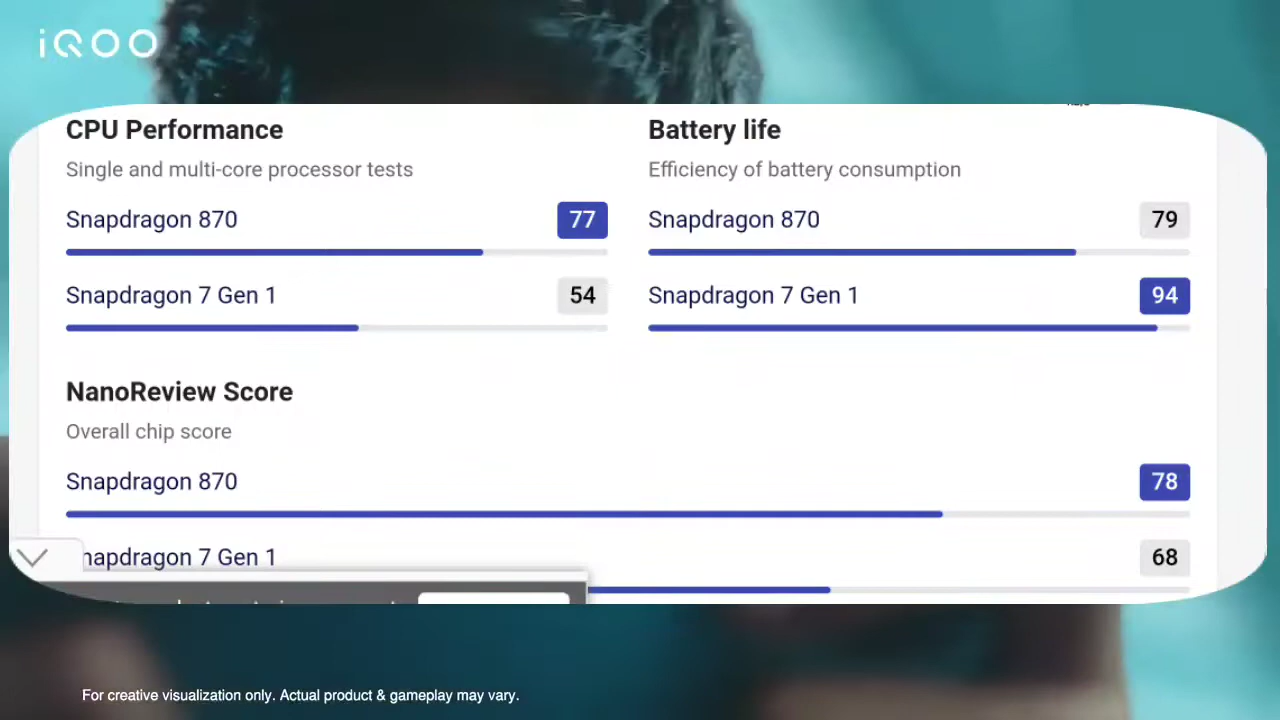 iQOO
CPU Performance
Single and multi-core processor tests
Snapdragon 870 77
Snapdragon 7 Gen 1 54
Battery life
Efficiency of battery consumption
Snapdragon 870 79
Snapdragon 7 Gen 1 94
NanoReview Score
Overall chip score
Snapdragon 870 78
napdragon 7 Gen 1 68
For creative visualization only. Actual product & gameplay may vary.